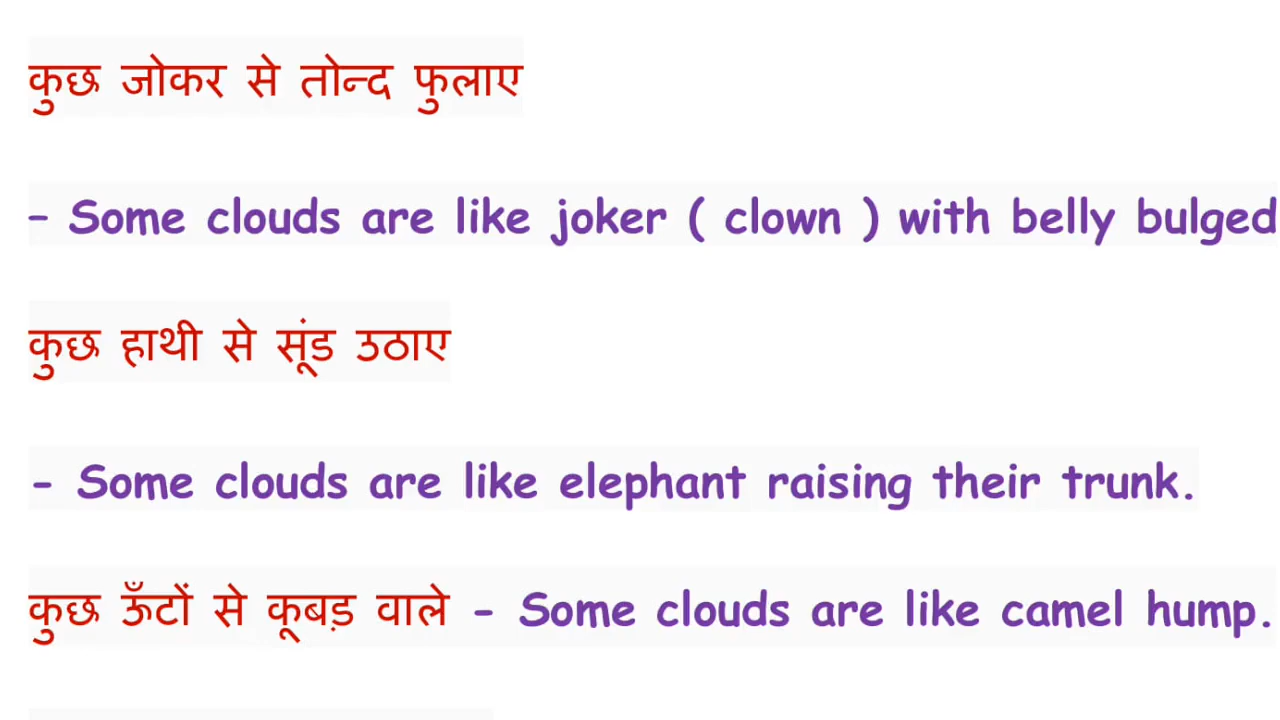 कुछ जोकर से तोन्द फुलाए
– Some clouds are like joker ( clown ) with belly bulged
कुछ हाथी से सूंड उठाए
- Some clouds are like elephant raising their trunk.
कुछ ऊँटों से कूबड़ वाले - Some clouds are like camel hump.